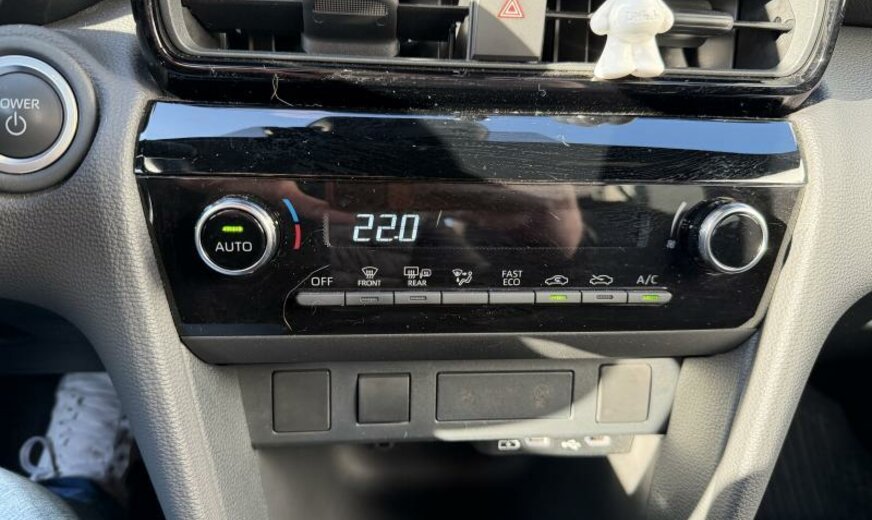 POWER
22.0
AUTO
OFF
FRONT
REAR
FAST
ECO
A/C